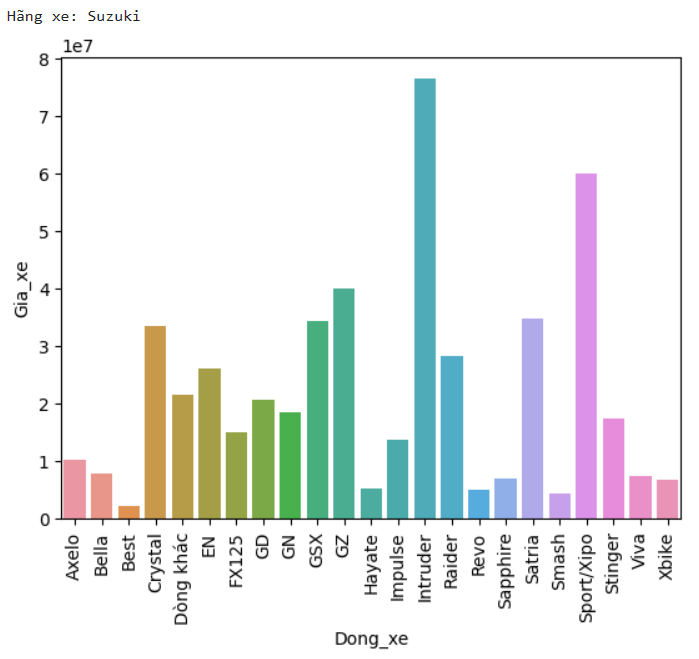 Hãng xe: Suzuki
1e7
8
7
6
5
4
3
2
1
0
Gia_xe
Axelo
Bella
Best
Crystal
Dòng khác
EN
FX125
GD
GN
GSX
GZ
Hayate
Impulse
Intruder
Raider
Revo
Sapphire
Satria
Smash
Sport/Xipo
Stinger
Viva
Xbike
Dong_xe